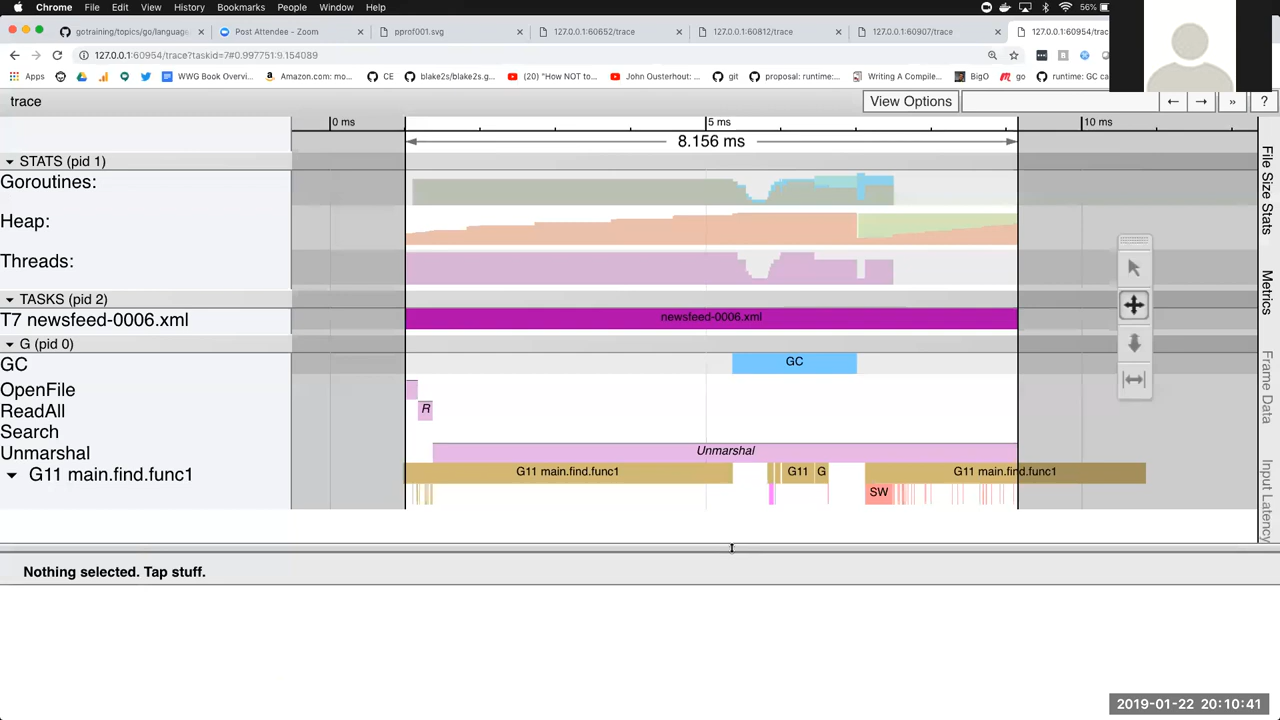 Chrome File Edit View History Bookmarks People Window Help 56%
gotraining/topics/go/languag × Post Attendee - Zoom × pprof001.svg × 127.0.0.1:60652/trace × 127.0.0.1:60812/trace × 127.0.0.1:60907/trace × 127.0.0.1:60954/trac
127.0.0.1:60954/trace?taskid=7#0.997751:9.154089
Apps WWG Book Overvi... Amazon.com: mo... CE blake2s/blake2s.g... (20) "How NOT to... John Ousterhout:... git proposal: runtime:... Writing A Compile... BigO go runtime: GC ca
trace View Options ← → » ?
0 ms 5 ms 10 ms
8.156 ms
STATS (pid 1)
Goroutines:
Heap:
Threads:
TASKS (pid 2)
T7 newsfeed-0006.xml newsfeed-0006.xml
G (pid 0)
GC GC
OpenFile
ReadAll R
Search
Unmarshal Unmarshal
G11 main.find.func1 G11 main.find.func1 G11 G G11 main.find.func1
SW
File Size Stats
Metrics
Frame Data
Input Latency
Nothing selected. Tap stuff.
2019-01-22 20:10:41